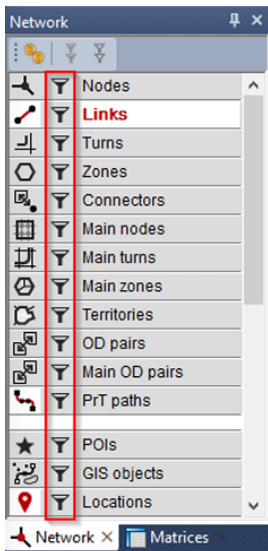 Network
Nodes
Links
Turns
Zones
Connectors
Main nodes
Main turns
Main zones
Territories
OD pairs
Main OD pairs
PrT paths
POIs
GIS objects
Locations
Network Matrices